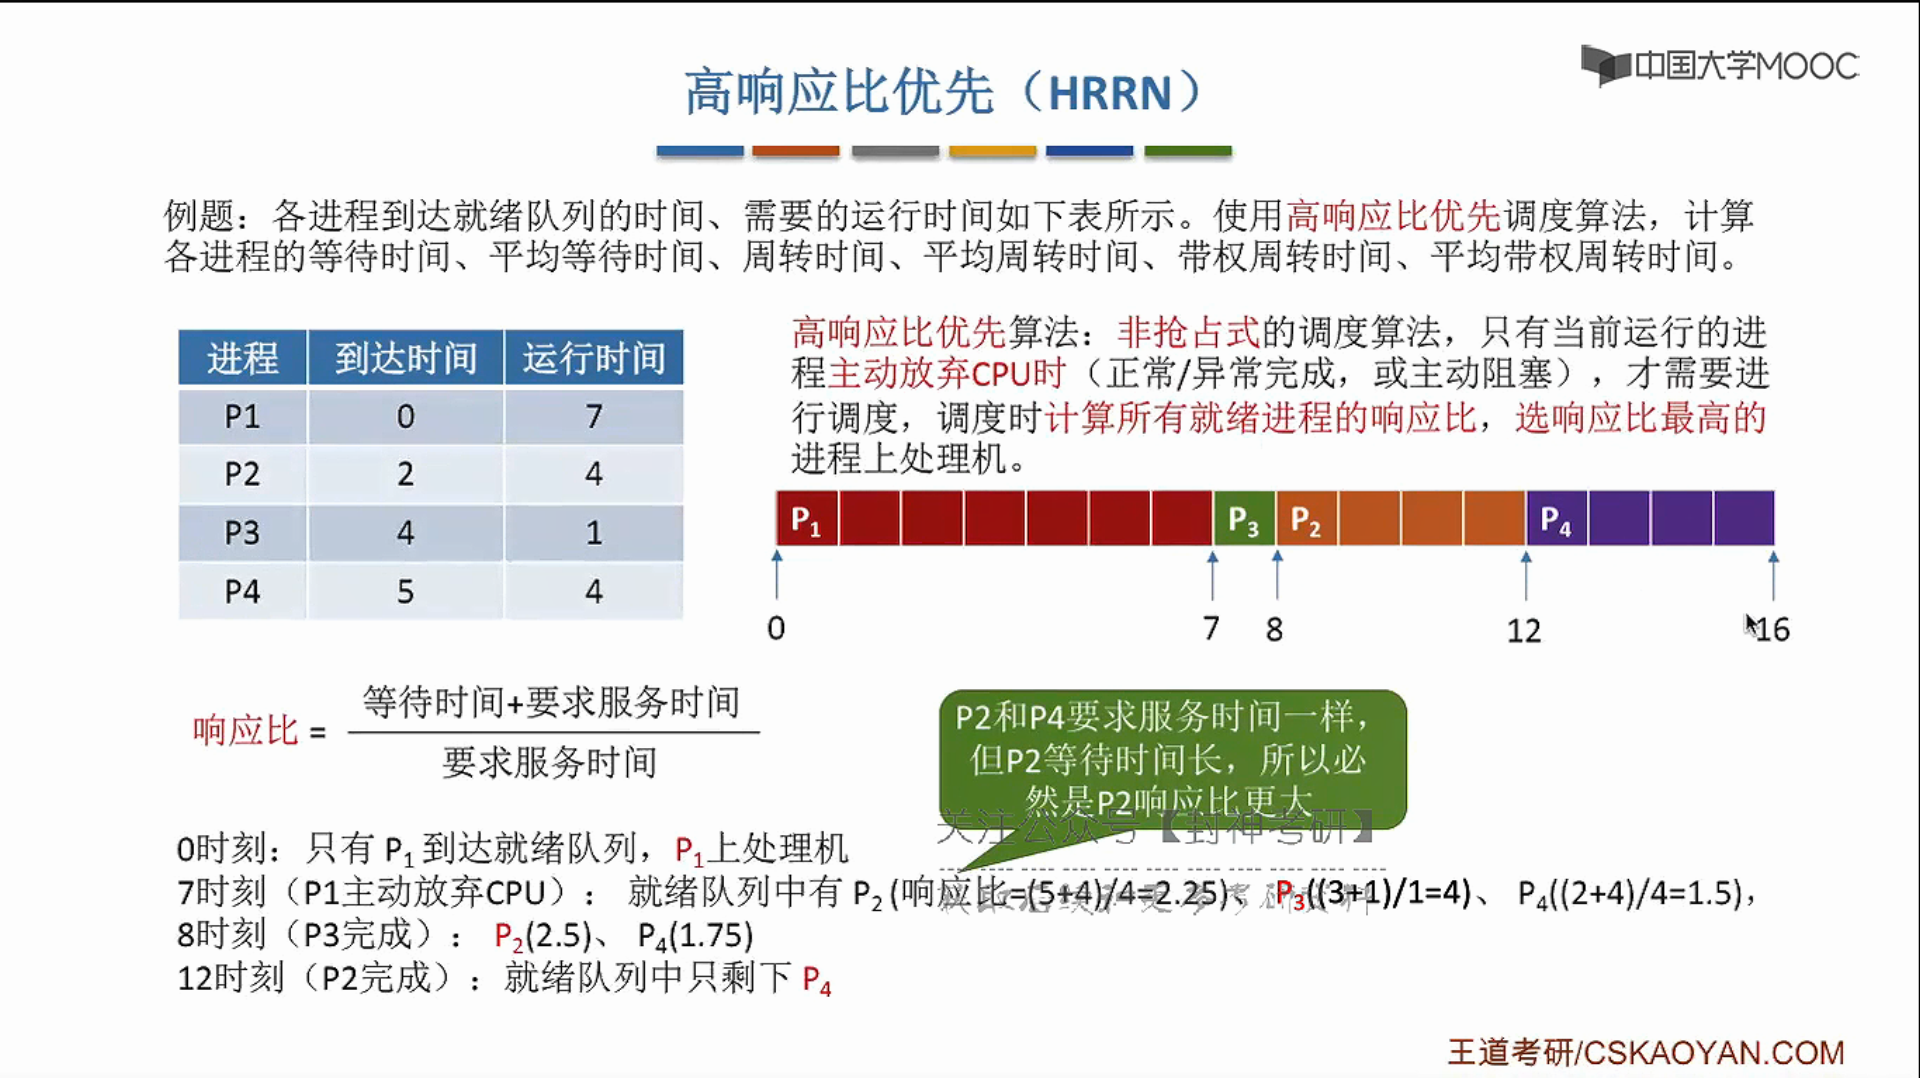 高响应比优先（HRRN）
中国大学MOOC
例题：各进程到达就绪队列的时间、需要的运行时间如下表所示。使用高响应比优先调度算法，计算
各进程的等待时间、平均等待时间、周转时间、平均周转时间、带权周转时间、平均带权周转时间。
进程 到达时间 运行时间
P1 0 7
P2 2 4
P3 4 1
P4 5 4
高响应比优先算法：非抢占式的调度算法，只有当前运行的进
程主动放弃CPU时（正常/异常完成，或主动阻塞），才需要进
行调度，调度时计算所有就绪进程的响应比，选响应比最高的
进程上处理机。
P1 P3 P2 P4
0 7 8 12 16
响应比 =
等待时间+要求服务时间
要求服务时间
P2和P4要求服务时间一样，
但P2等待时间长，所以必
然是P2响应比更大
关注公众号【封神考研】
0时刻：只有 P1 到达就绪队列，P1上处理机
7时刻（P1主动放弃CPU）： 就绪队列中有 P2 (响应比=(5+4)/4=2.25)、 P3((3+1)/1=4)、 P4((2+4)/4=1.5)，
8时刻（P3完成）： P2(2.5)、 P4(1.75)
12时刻（P2完成）：就绪队列中只剩下 P4
王道考研/CSKAOYAN.COM